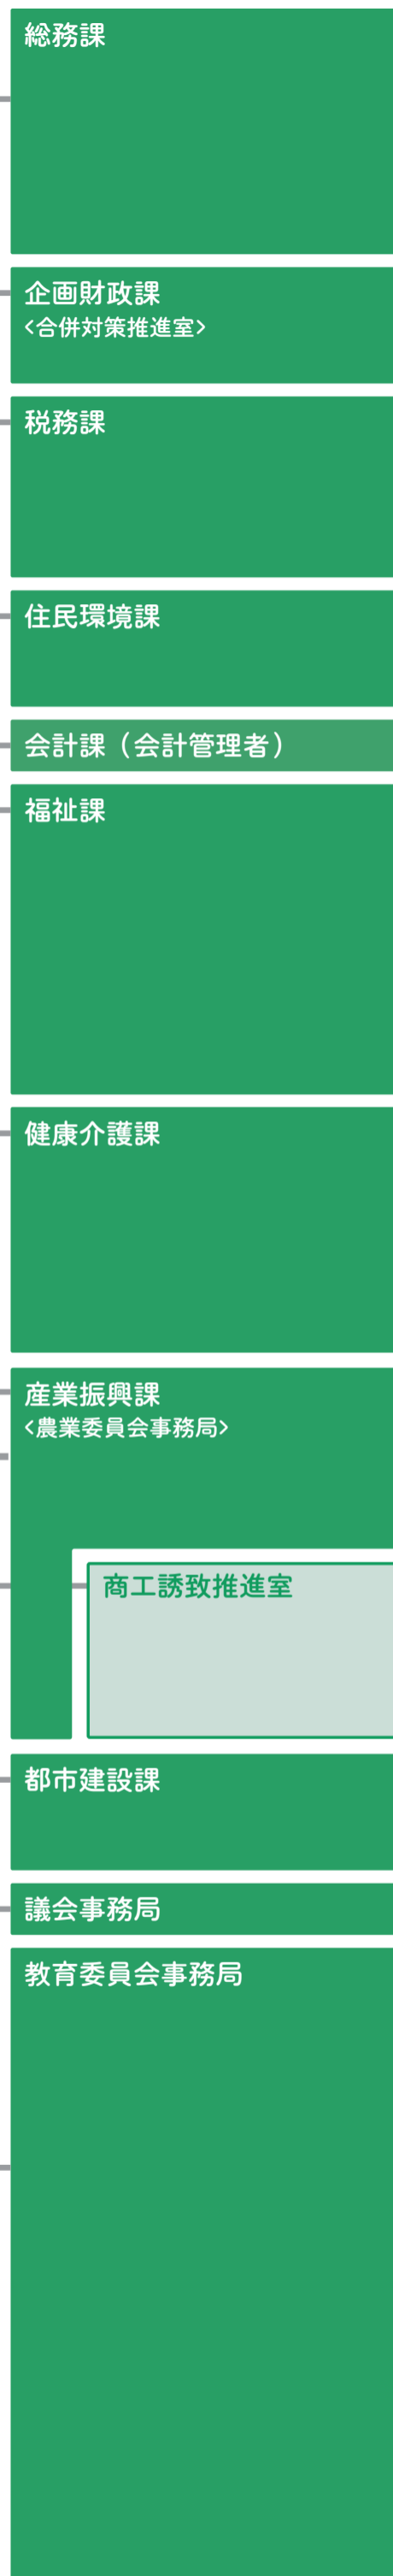 総務課
企画財政課
<合併対策推進室>
税務課
住民環境課
会計課（会計管理者）
福祉課
健康介護課
産業振興課
<農業委員会事務局>
商工誘致推進室
都市建設課
議会事務局
教育委員会事務局